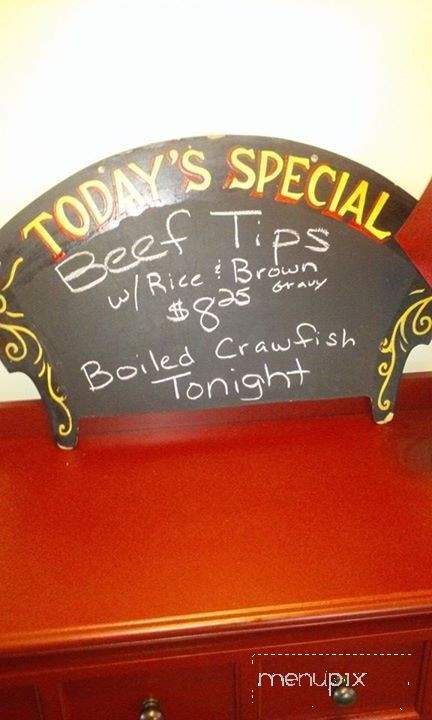 TODAY'S SPECIAL
Beef Tips
w/ Rice & Brown
Gravy
$8.25
Boiled Crawfish
Tonight
menupix